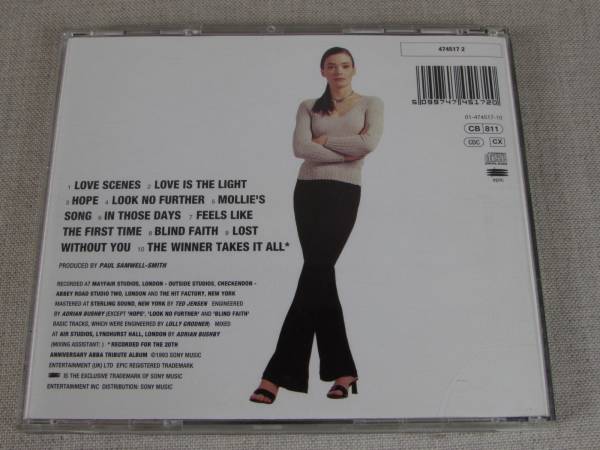 474517 2
5 099747 451720
01-474517-10
CB 811
CDC CX
epic
1 LOVE SCENES 2 LOVE IS THE LIGHT
3 HOPE 4 LOOK NO FURTHER 5 MOLLIE'S
SONG 6 IN THOSE DAYS 7 FEELS LIKE
THE FIRST TIME 8 BLIND FAITH 9 LOST
WITHOUT YOU 10 THE WINNER TAKES IT ALL*
PRODUCED BY PAUL SAMWELL-SMITH
RECORDED AT MAYFAIR STUDIOS, LONDON - OUTSIDE STUDIOS, CHECKENDON -
ABBEY ROAD STUDIO TWO, LONDON AND THE HIT FACTORY, NEW YORK
MASTERED AT STERLING SOUND, NEW YORK BY TED JENSEN ENGINEERED
BY ADRIAN BUSHBY (EXCEPT 'HOPE', 'LOOK NO FURTHER' AND 'BLIND FAITH'
BASIC TRACKS, WHICH WERE ENGINEERED BY LOLLY GRODNER) MIXED
AT AIR STUDIOS, LYNDHURST HALL, LONDON BY ADRIAN BUSHBY
(MIXING ASSISTANT: ) *RECORDED FOR THE 20TH
ANNIVERSARY ABBA TRIBUTE ALBUM ©1993 SONY MUSIC
ENTERTAINMENT (UK) LTD EPIC REGISTERED TRADEMARK
IS THE EXCLUSIVE TRADEMARK OF SONY MUSIC
ENTERTAINMENT INC DISTRIBUTION: SONY MUSIC